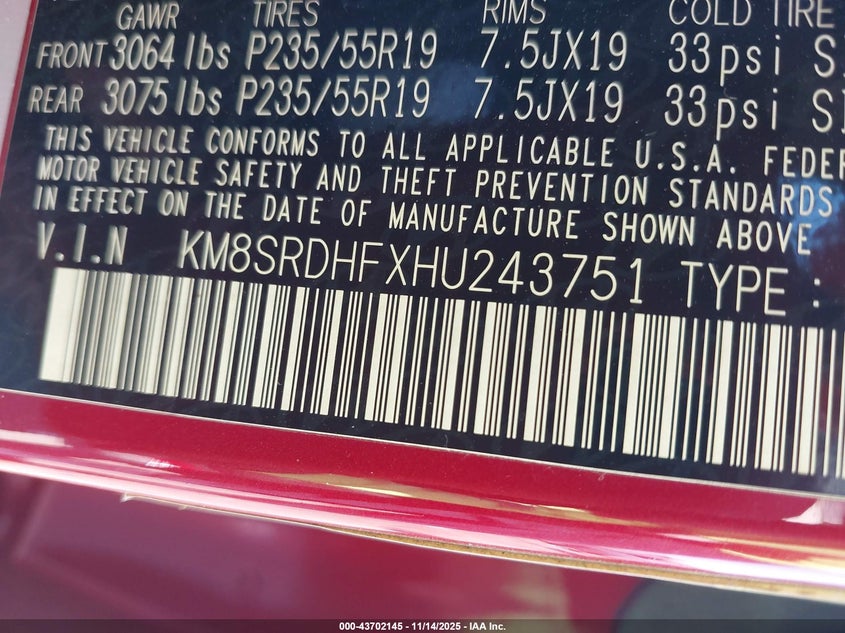 GAWR TIRES RIMS COLD TIRE
FRONT 3064 lbs P235/55R19 7.5JX19 33psi
REAR 3075 lbs P235/55R19 7.5JX19 33psi
THIS VEHICLE CONFORMS TO ALL APPLICABLE U.S.A. FEDER
MOTOR VEHICLE SAFETY AND THEFT PREVENTION STANDARDS
IN EFFECT ON THE DATE OF MANUFACTURE SHOWN ABOVE
V.I.N KM8SRDHFXHU243751 TYPE :
000-43702145 - 11/14/2025 - IAA Inc.